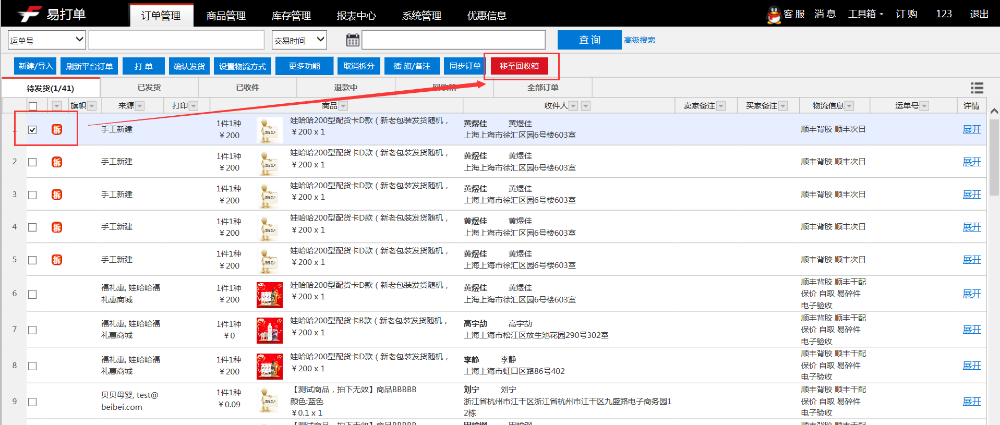 易打单 订单管理 商品管理 库存管理 报表中心 系统管理 优惠信息 客 服 消 息 工具箱 订 购 123 退出
运单号 交易时间 查 询 高级搜索
新建/导入 刷新平台订单 打 单 确认发货 设置物流方式 更多功能 取消拆分 插 旗/备注 同步订单 移至回收箱
待发货(1/41) 已发货 已收件 退款中 回收箱 全部订单
旗帜 来源 打印 商品 收件人 卖家备注 买家备注 物流信息 运单号 详情
1 拆 手工新建 1件1种 娃哈哈200型配货卡D款（新老包装发货随机， 黄煜佳 黄煜佳 顺丰背胶 顺丰次日 展开
￥200 ￥200 x 1 上海上海市徐汇区园6号楼603室
2 拆 手工新建 1件1种 娃哈哈200型配货卡D款（新老包装发货随机， 黄煜佳 黄煜佳 顺丰背胶 顺丰次日 展开
￥200 ￥200 x 1 上海上海市徐汇区园6号楼603室
3 拆 手工新建 1件1种 娃哈哈200型配货卡D款（新老包装发货随机， 黄煜佳 黄煜佳 顺丰背胶 顺丰次日 展开
￥200 ￥200 x 1 上海上海市徐汇区园6号楼603室
4 拆 手工新建 1件1种 娃哈哈200型配货卡D款（新老包装发货随机， 黄煜佳 黄煜佳 顺丰背胶 顺丰次日 展开
￥200 ￥200 x 1 上海上海市徐汇区园6号楼603室
5 拆 手工新建 1件1种 娃哈哈200型配货卡D款（新老包装发货随机， 黄煜佳 黄煜佳 顺丰背胶 顺丰次日 展开
￥200 ￥200 x 1 上海上海市徐汇区园6号楼603室
6 福礼惠, 娃哈哈福 1件1种 娃哈哈200型配货卡D款（新老包装发货随机， 黄煜佳 黄煜佳 顺丰背胶 顺丰干配 展开
礼惠商城 ￥200 ￥200 x 1 上海上海市徐汇区园6号楼603室 保价 自取 易碎件
电子验收
7 福礼惠, 娃哈哈福 1件1种 娃哈哈200型配货卡B款（新老包装发货随机， 高宇劼 高宇劼 顺丰背胶 顺丰干配 展开
礼惠商城 ￥0 ￥200 x 1 上海上海市松江区放生池花园290号302室 保价 自取 易碎件
电子验收
8 福礼惠, 娃哈哈福 1件1种 娃哈哈200型配货卡D款（新老包装发货随机， 李静 李静 顺丰背胶 顺丰干配 展开
礼惠商城 ￥200 ￥200 x 1 上海上海市虹口区路86号402 保价 自取 易碎件
电子验收
9 贝贝母婴, test@ 1件1种 【测试商品，拍下无效】商品BBBBB 刘宁 刘宁 顺丰背胶 顺丰干配 展开
beibei.com ￥0.09 颜色:蓝色 浙江省杭州市江干区浙江省杭州市江干区九盛路电子商务园1 保价 自取 易碎件
￥0.1 x 1 2栋 电子验收
【测试商品，拍下无效】商品BBBBB 顺丰背胶 顺丰干配